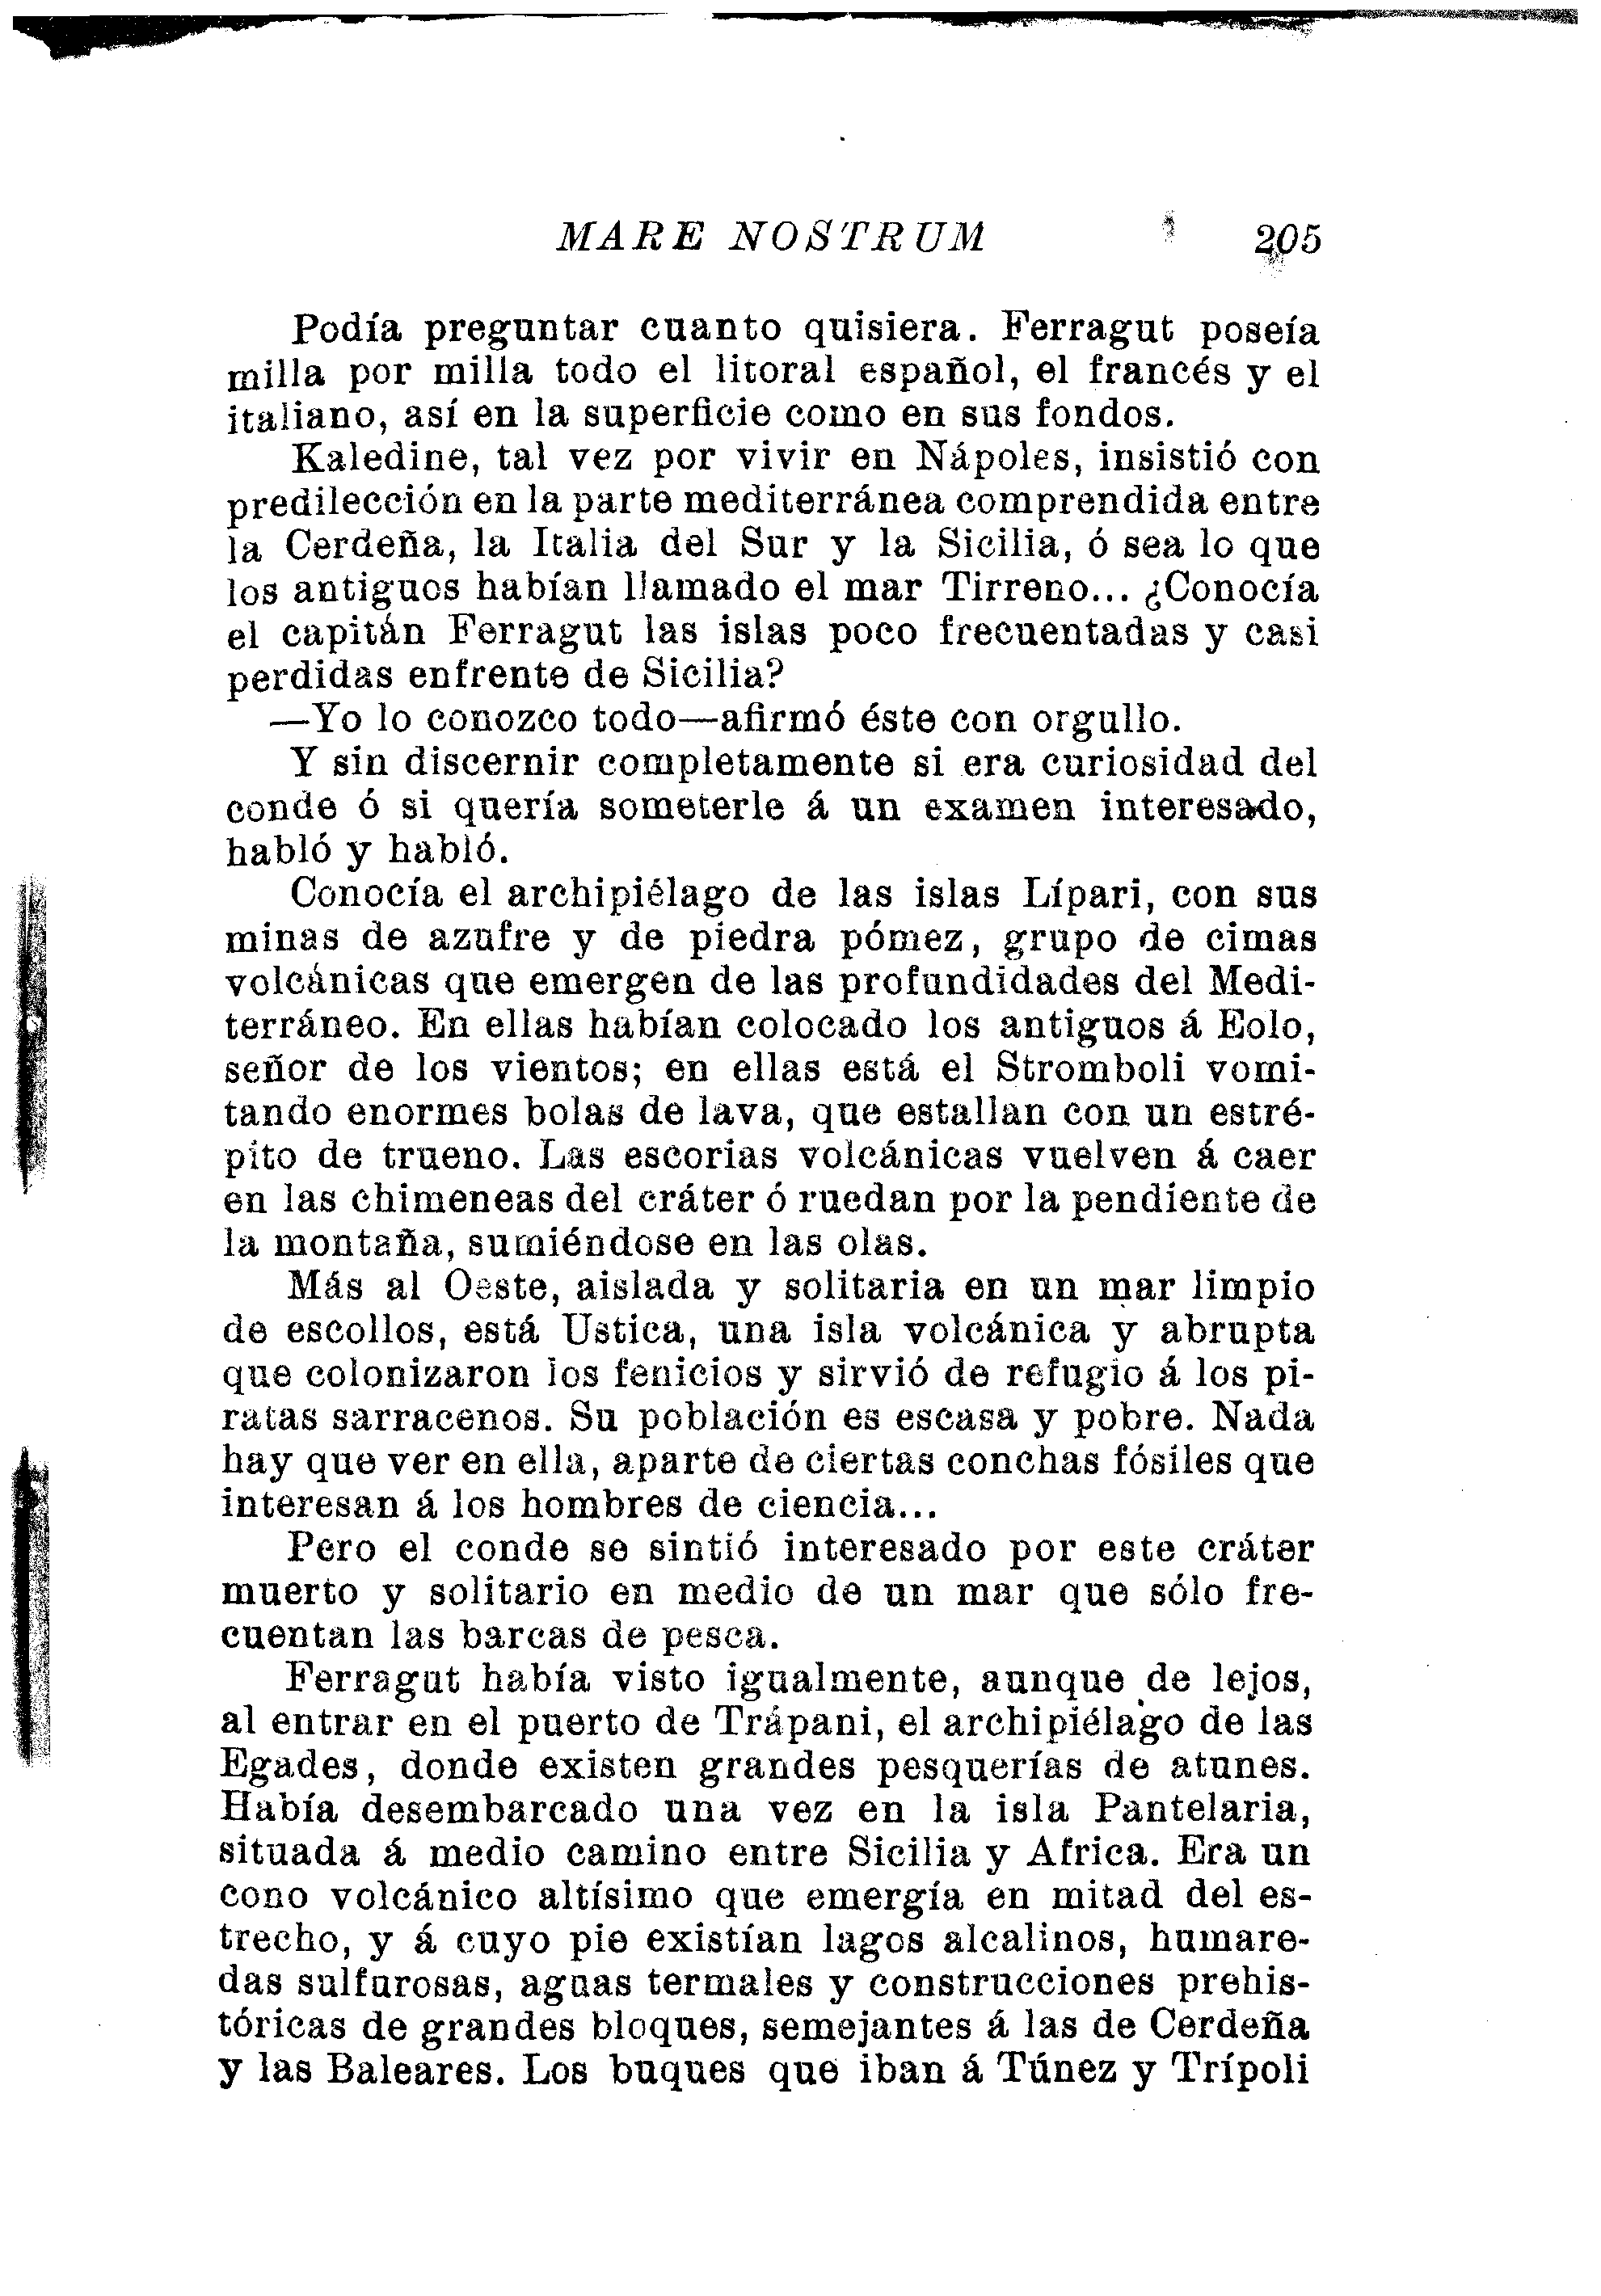 MARE NOSTRUM 205
Podía preguntar cuanto quisiera. Ferragut poseía
milla por milla todo el litoral español, el francés y el
italiano, así en la superficie como en sus fondos.
Kaledine, tal vez por vivir en Nápoles, insistió con
predilección en la parte mediterránea comprendida entre
la Cerdeña, la Italia del Sur y la Sicilia, ó sea lo que
los antiguos habían llamado el mar Tirreno... ¿Conocía
el capitán Ferragut las islas poco frecuentadas y casi
perdidas enfrente de Sicilia?
—Yo lo conozco todo—afirmó éste con orgullo.
Y sin discernir completamente si era curiosidad del
conde ó si quería someterle á un examen interesado,
habló y habló.
Conocía el archipiélago de las islas Lípari, con sus
minas de azufre y de piedra pómez, grupo de cimas
volcánicas que emergen de las profundidades del Medi-
terráneo. En ellas habían colocado los antiguos á Eolo,
señor de los vientos; en ellas está el Stromboli vomi-
tando enormes bolas de lava, que estallan con un estré-
pito de trueno. Las escorias volcánicas vuelven á caer
en las chimeneas del cráter ó ruedan por la pendiente de
la montaña, sumiéndose en las olas.
Más al Oeste, aislada y solitaria en un mar limpio
de escollos, está Ustica, una isla volcánica y abrupta
que colonizaron los fenicios y sirvió de refugio á los pi-
ratas sarracenos. Su población es escasa y pobre. Nada
hay que ver en ella, aparte de ciertas conchas fósiles que
interesan á los hombres de ciencia...
Pero el conde se sintió interesado por este cráter
muerto y solitario en medio de un mar que sólo fre-
cuentan las barcas de pesca.
Ferragut había visto igualmente, aunque de lejos,
al entrar en el puerto de Trápani, el archipiélago de las
Egades, donde existen grandes pesquerías de atunes.
Había desembarcado una vez en la isla Pantelaria,
situada á medio camino entre Sicilia y Africa. Era un
cono volcánico altísimo que emergía en mitad del es-
trecho, y á cuyo pie existían lagos alcalinos, humare-
das sulfurosas, aguas termales y construcciones prehis-
tóricas de grandes bloques, semejantes á las de Cerdeña
y las Baleares. Los buques que iban á Túnez y Trípoli